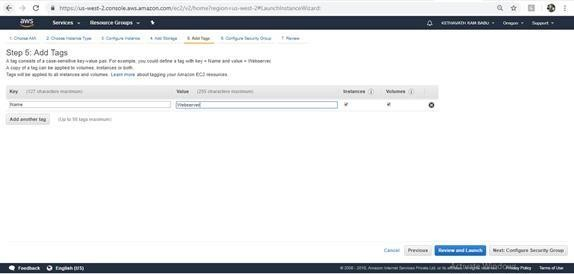 https://us-west-2.console.aws.amazon.com/ec2/v2/home?region=us-west-2#LaunchInstanceWizard:
aws Services Resource Groups KETHAVATH RAM BABU Oregon Support
1. Choose AMI 2. Choose Instance Type 3. Configure Instance 4. Add Storage 5. Add Tags 6. Configure Security Group 7. Review
Step 5: Add Tags
A tag consists of a case-sensitive key-value pair. For example, you could define a tag with key = Name and value = Webserver.
A copy of a tag can be applied to volumes, instances or both.
Tags will be applied to all instances and volumes. Learn more about tagging your Amazon EC2 resources.
Key (127 characters maximum) Value (255 characters maximum) Instances Volumes
Name Webserver
Add another tag (Up to 50 tags maximum)
Cancel Previous Review and Launch Next: Configure Security Group
Activate Windows
Feedback English (US) © 2008 - 2018, Amazon Internet Services Private Ltd. or its affiliates. Privacy Policy Terms of Use